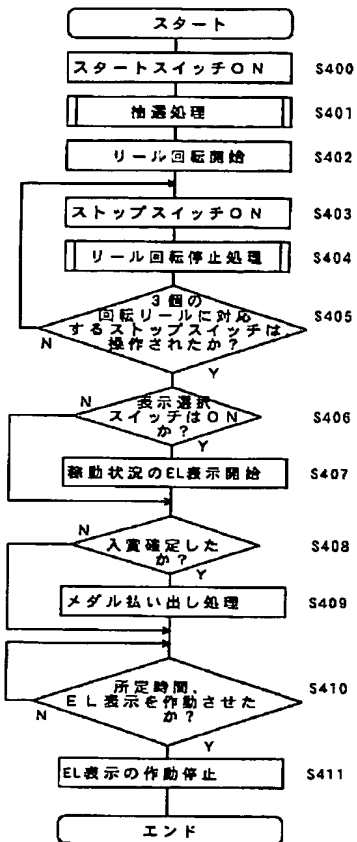 スタート
スタートスイッチON S400
抽選処理 S401
リール回転開始 S402
ストップスイッチON S403
リール回転停止処理 S404
3個の
回転リールに対応
するストップスイッチは
操作されたか? S405
N
Y
表示選択
スイッチはON
か? S406
N
Y
稼動状況のEL表示開始 S407
入賞確定した
か? S408
N
Y
メダル払い出し処理 S409
所定時間、
EL表示を作動させた
か? S410
N
Y
EL表示の作動停止 S411
エンド